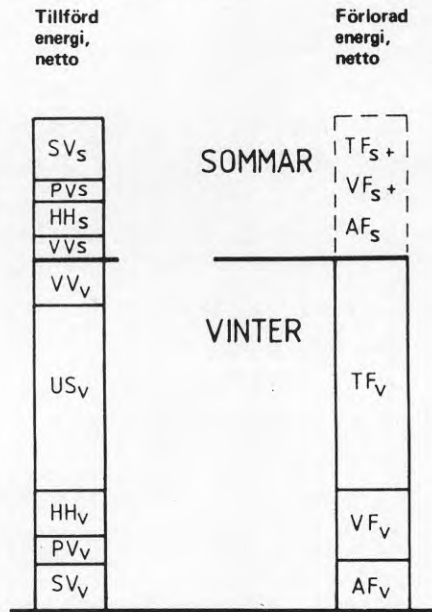 Tillförd
energi,
netto
Förlorad
energi,
netto
SVS
PVS
HHS
VVS
SOMMAR
TFS +
VFS +
AFS
VVV
USV
HHV
PVV
SVV
VINTER
TFV
VFV
AFV